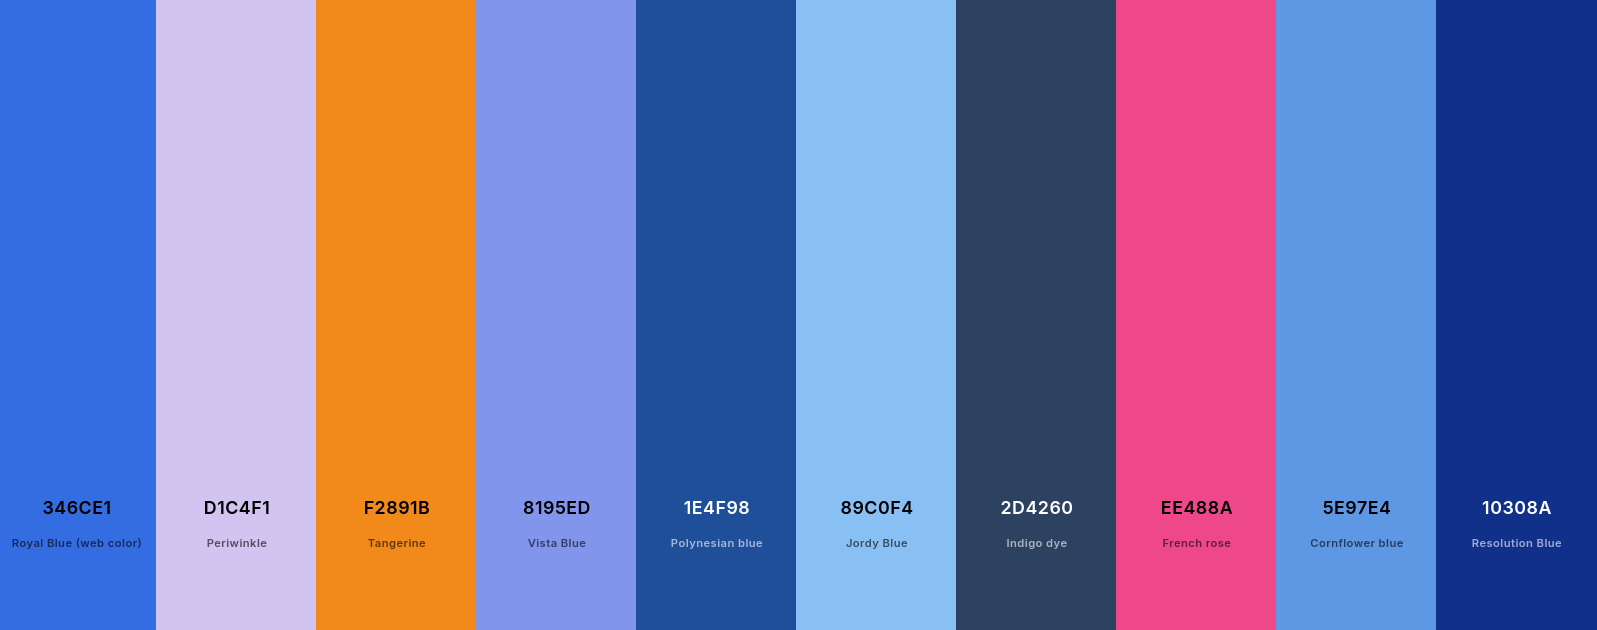 346CE1 D1C4F1 F2891B 8195ED 1E4F98 89C0F4 2D4260 EE488A 5E97E4 10308A
Royal Blue (web color) Periwinkle Tangerine Vista Blue Polynesian blue Jordy Blue Indigo dye French rose Cornflower blue Resolution Blue